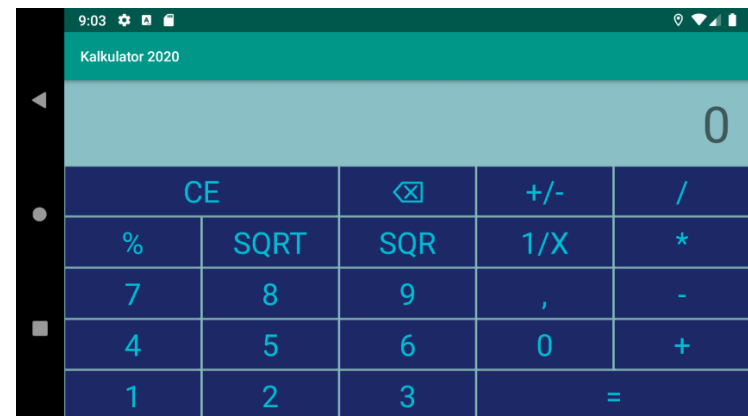 9:03
Kalkulator 2020
0
CE +/- /
% SQRT SQR 1/X *
7 8 9 , -
4 5 6 0 +
1 2 3 =